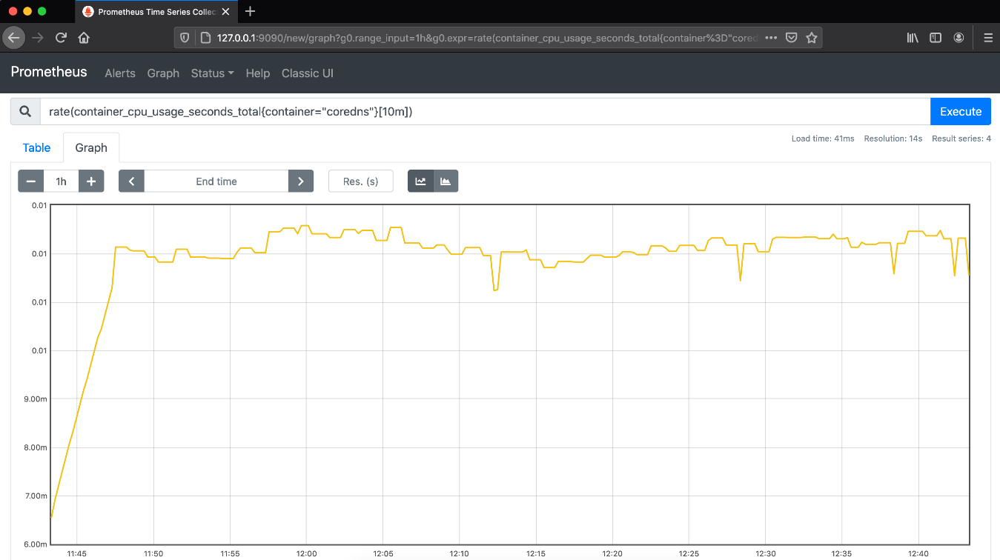 Prometheus Time Series Collec
127.0.0.1:9090/new/graph?g0.range_input=1h&g0.expr=rate(container_cpu_usage_seconds_total{container%3D"cored
Prometheus Alerts Graph Status Help Classic UI
rate(container_cpu_usage_seconds_total{container="coredns"}[10m]) Execute
Load time: 41ms Resolution: 14s Result series: 4
Table Graph
1h End time Res. (s)
0.01
0.01
0.01
0.01
9.00m
8.00m
7.00m
6.00m
11:45 11:50 11:55 12:00 12:05 12:10 12:15 12:20 12:25 12:30 12:35 12:40